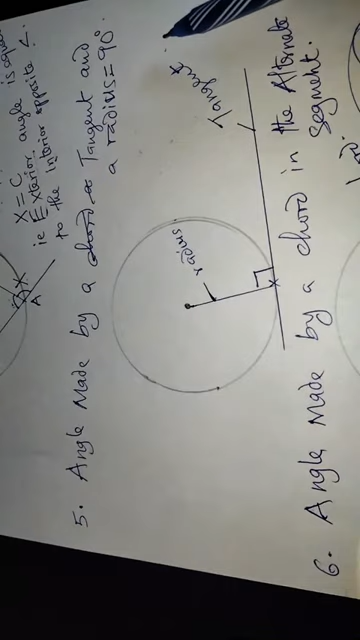 X = C
ie Exterior angle is equal
to the Interior opposite <.
X
A
5. Angle Made by a chord & Tangent and
a radius = 90°.
radius
Tangent
x
6. Angle Made by a chord in the Alternate
Segment.